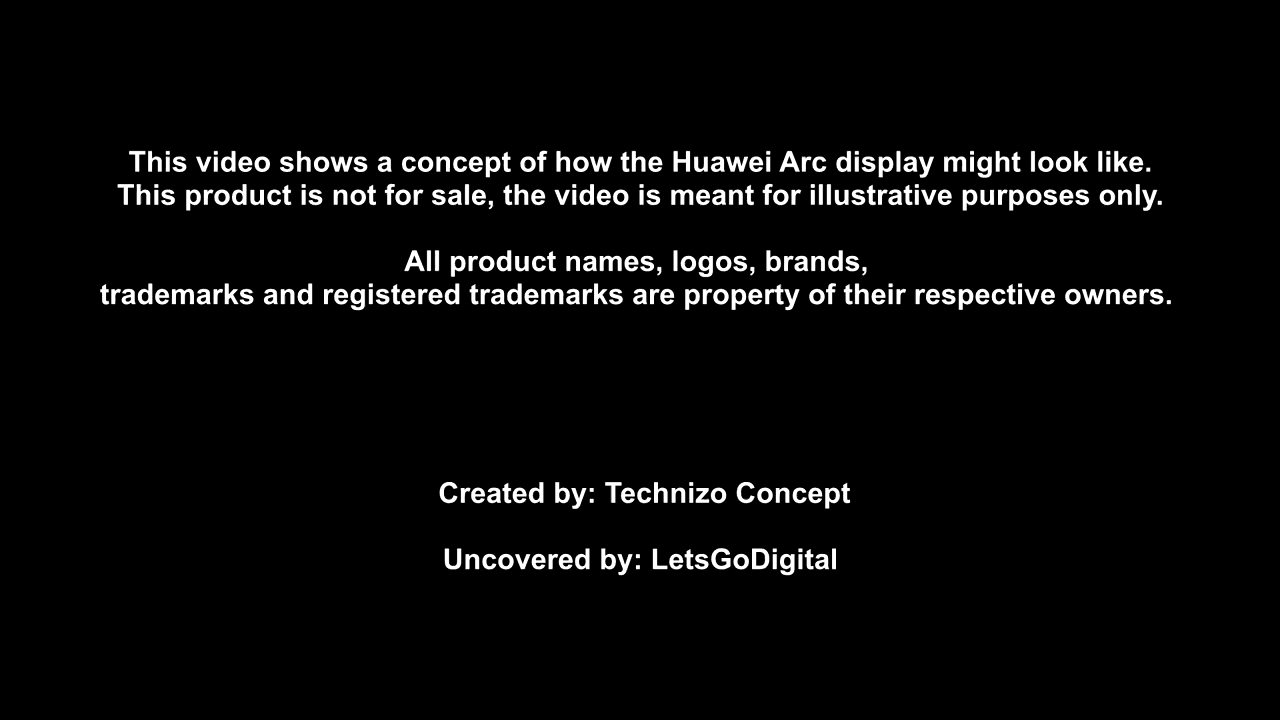 This video shows a concept of how the Huawei Arc display might look like.
This product is not for sale, the video is meant for illustrative purposes only.
All product names, logos, brands,
trademarks and registered trademarks are property of their respective owners.
Created by: Technizo Concept
Uncovered by: LetsGoDigital